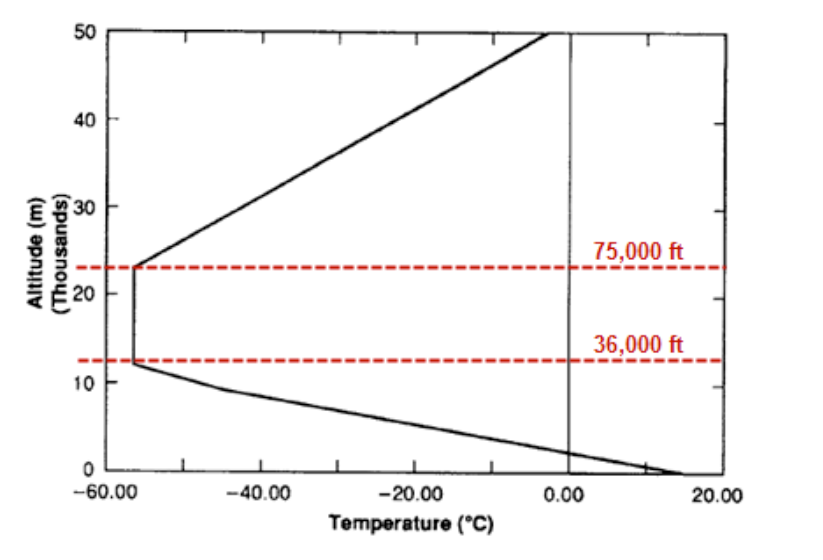 50
40
30
20
10
0
Altitude (m)
(Thousands)
75,000 ft
36,000 ft
−60.00 −40.00 −20.00 0.00 20.00
Temperature (°C)